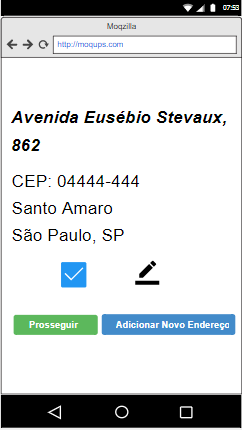 07:53
Moqzilla
http://moqups.com
Avenida Eusébio Stevaux,
862
CEP: 04444-444
Santo Amaro
São Paulo, SP
Prosseguir
Adicionar Novo Endereço